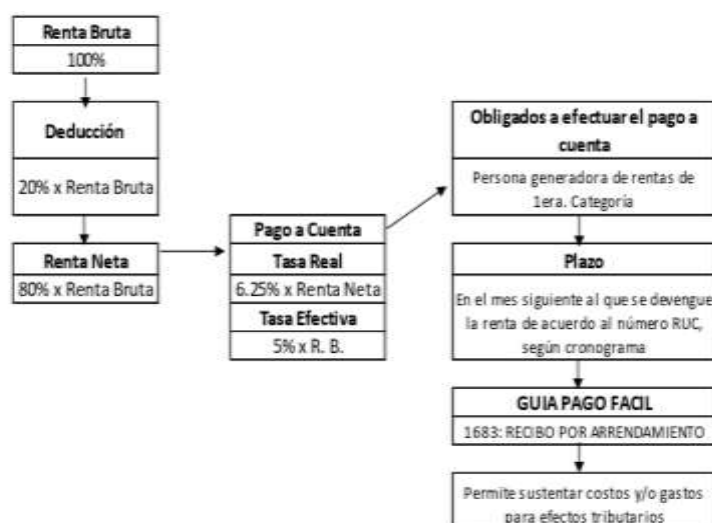 Renta Bruta
100%
Deducción
20% x Renta Bruta
Renta Neta
80% x Renta Bruta
Pago a Cuenta
Tasa Real
6.25% x Renta Neta
Tasa Efectiva
5% x R. B.
Obligados a efectuar el pago a
cuenta
Persona generadora de rentas de
1era. Categoría
Plazo
En el mes siguiente al que se devengue
la renta de acuerdo al número RUC,
según cronograma
GUIA PAGO FACIL
1683: RECIBO POR ARRENDAMIENTO
Permite sustentar costos y/o gastos
para efectos tributarios